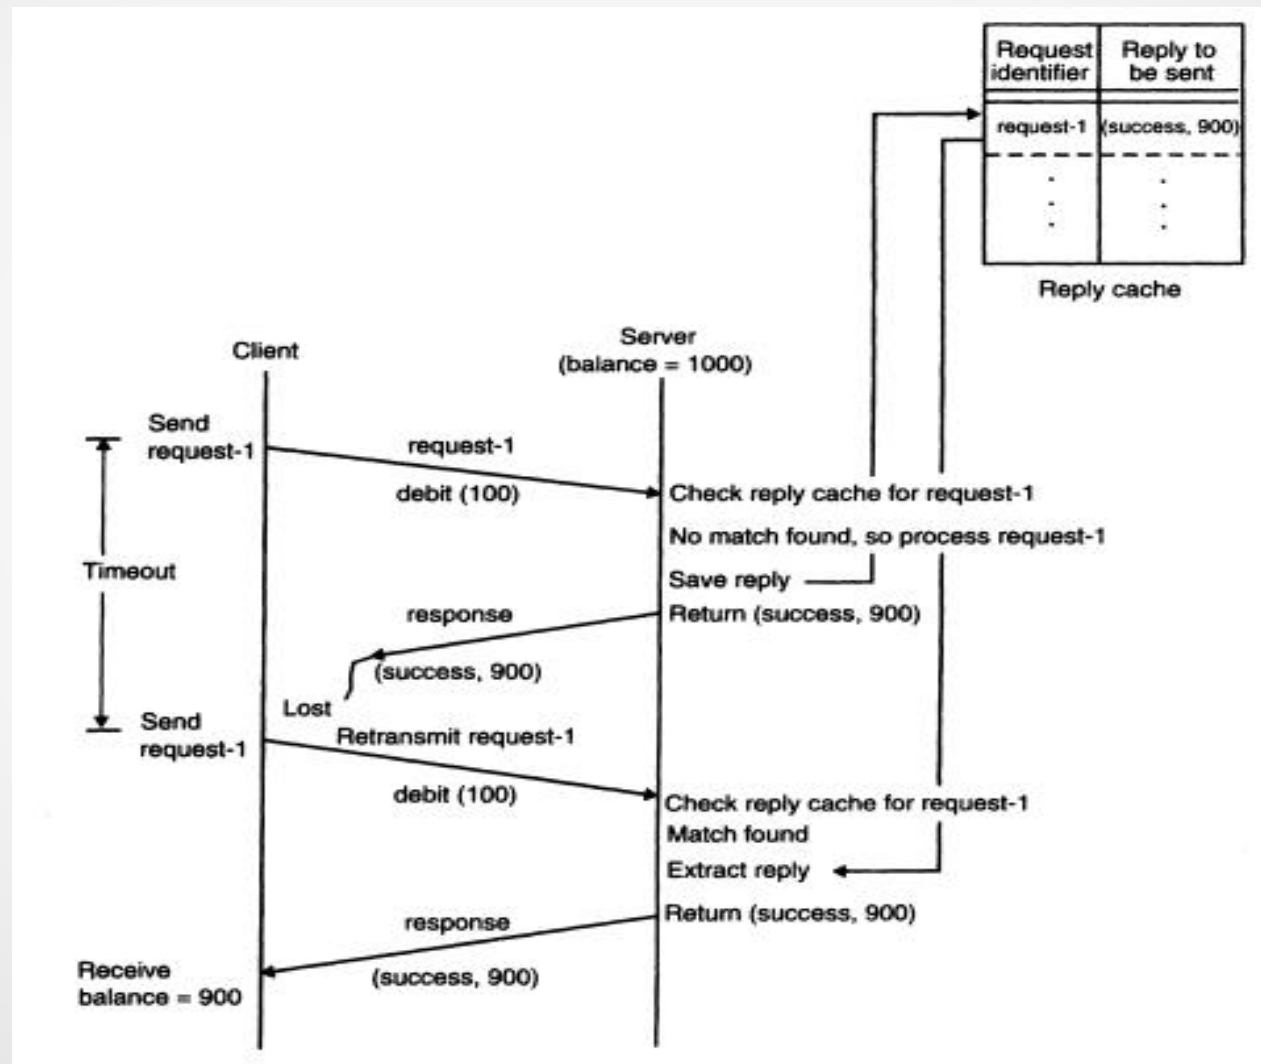 Request identifier
Reply to be sent
request-1
(success, 900)
Reply cache
Client
Server
(balance = 1000)
Send
request-1
request-1
debit (100)
Check reply cache for request-1
No match found, so process request-1
Timeout
Save reply
response
Return (success, 900)
(success, 900)
Lost
Send
request-1
Retransmit request-1
debit (100)
Check reply cache for request-1
Match found
Extract reply
response
Return (success, 900)
(success, 900)
Receive
balance = 900